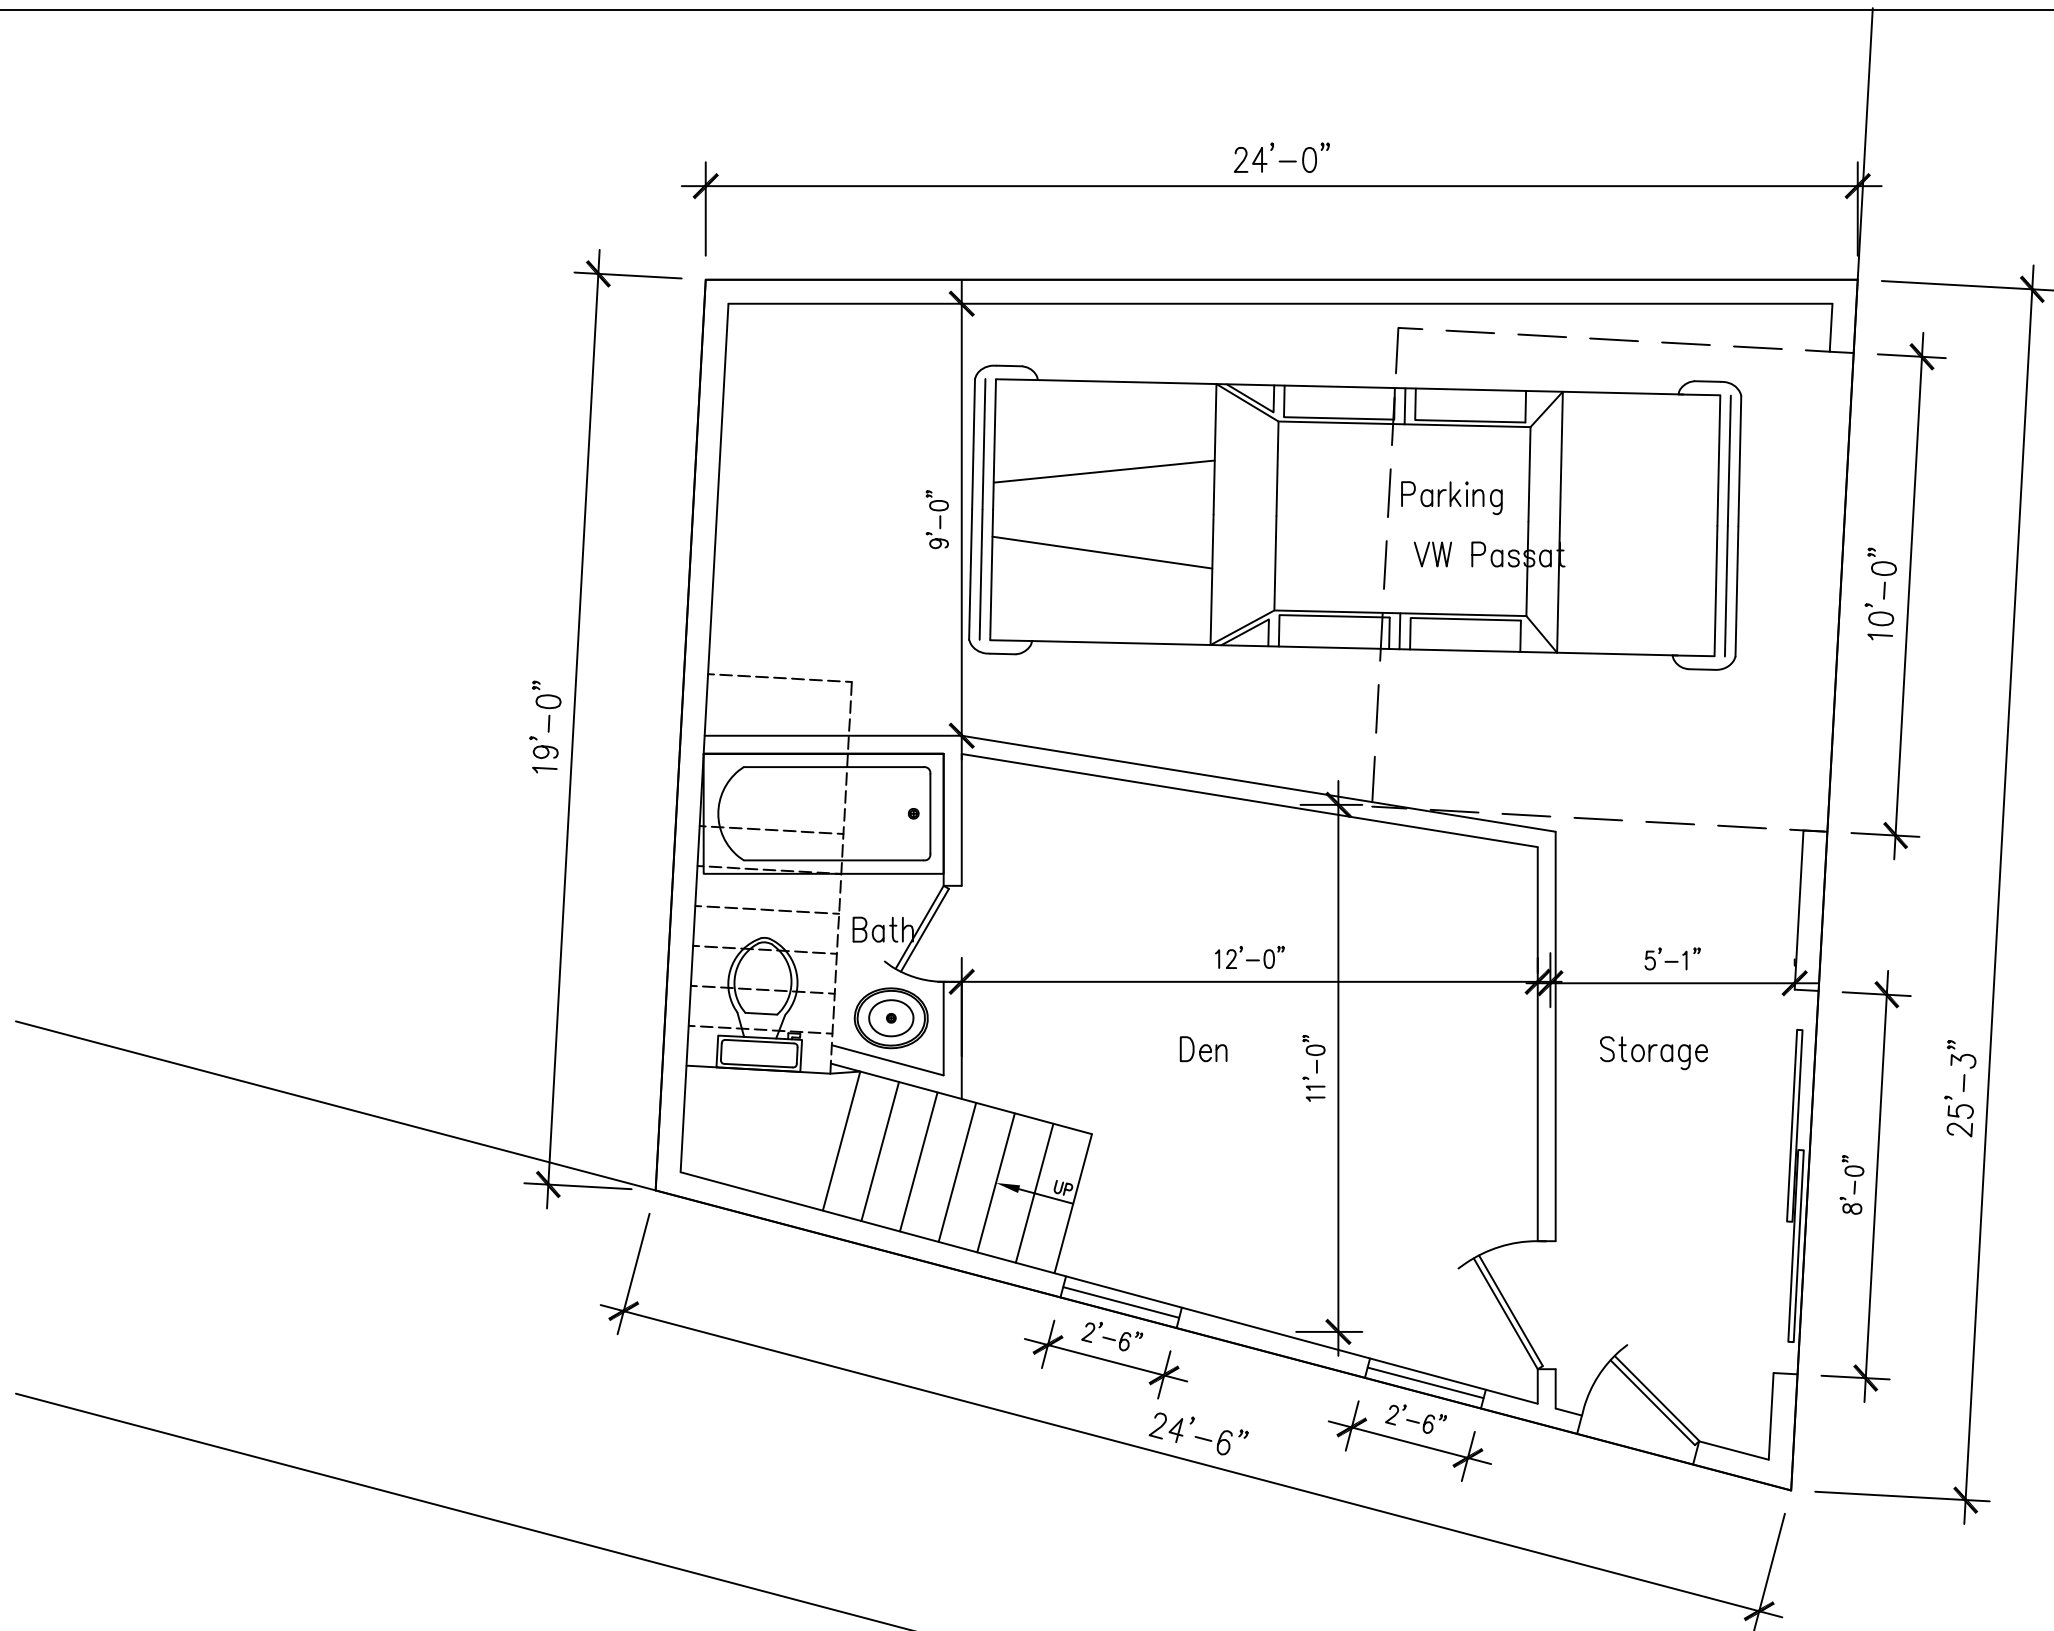 24'-0"
9'-0"
Parking
VW Passat
10'-0"
19'-0"
Bath
12'-0"
5'-1"
Den
11'-0"
Storage
25'-3"
8'-0"
UP
2'-6"
2'-6"
24'-6"